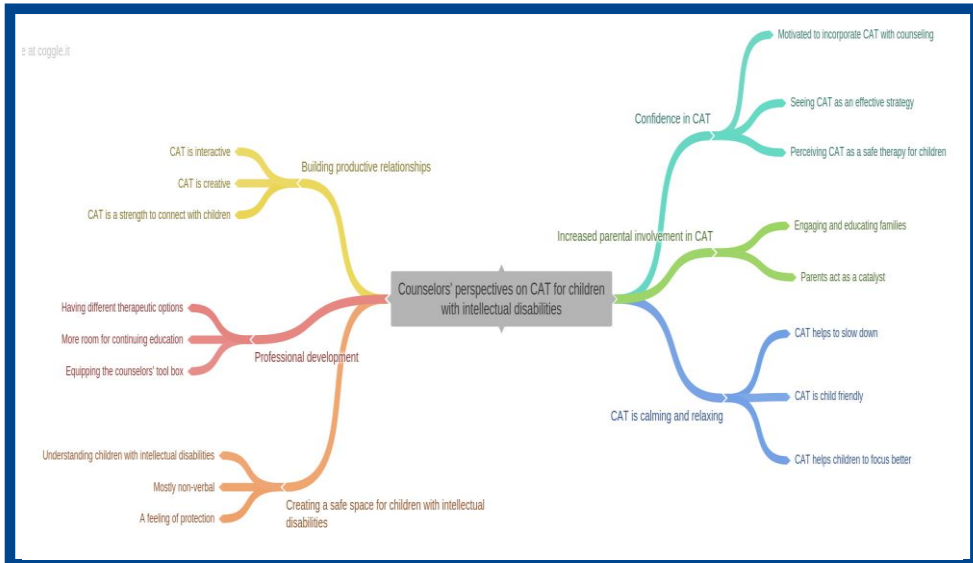 e at coggle.it
Counselors' perspectives on CAT for children
with intellectual disabilities
Building productive relationships
CAT is interactive
CAT is creative
CAT is a strength to connect with children
Professional development
Having different therapeutic options
More room for continuing education
Equipping the counselors' tool box
Creating a safe space for children with intellectual
disabilities
Understanding children with intellectual disabilities
Mostly non-verbal
A feeling of protection
Confidence in CAT
Motivated to incorporate CAT with counseling
Seeing CAT as an effective strategy
Perceiving CAT as a safe therapy for children
Increased parental involvement in CAT
Engaging and educating families
Parents act as a catalyst
CAT is calming and relaxing
CAT helps to slow down
CAT is child friendly
CAT helps children to focus better